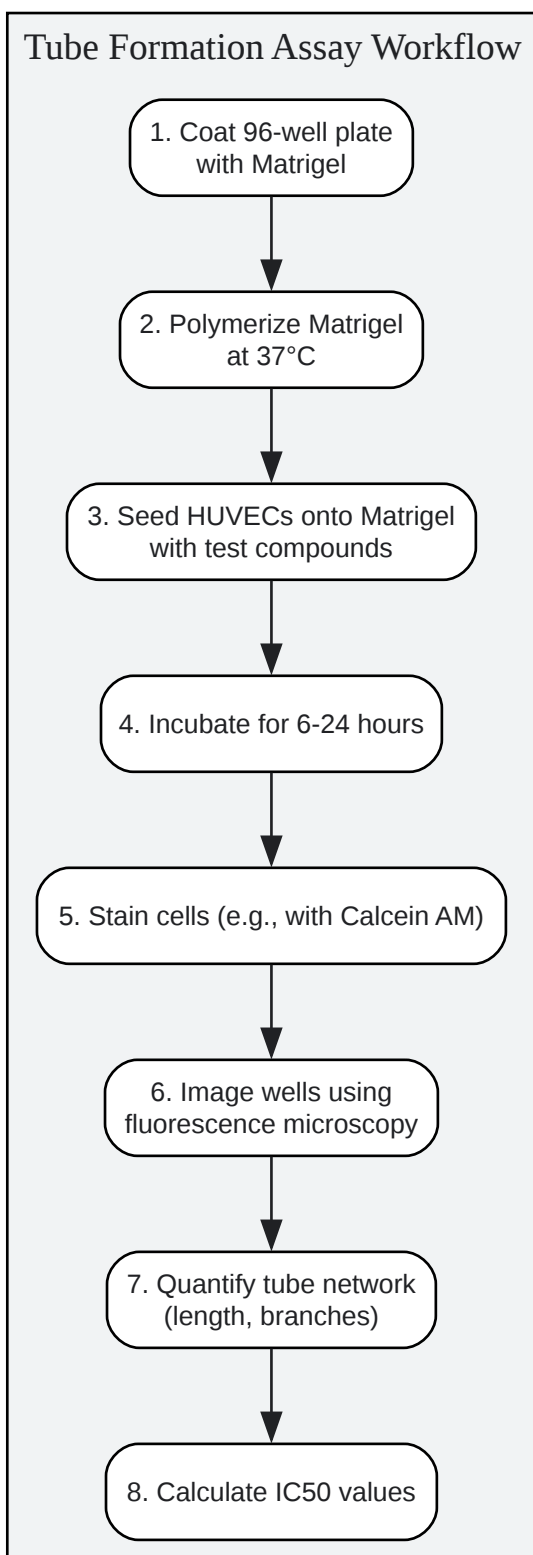 Tube Formation Assay Workflow
1. Coat 96-well plate
with Matrigel
2. Polymerize Matrigel
at 37°C
3. Seed HUVECs onto Matrigel
with test compounds
4. Incubate for 6-24 hours
5. Stain cells (e.g., with Calcein AM)
6. Image wells using
fluorescence microscopy
7. Quantify tube network
(length, branches)
8. Calculate IC50 values